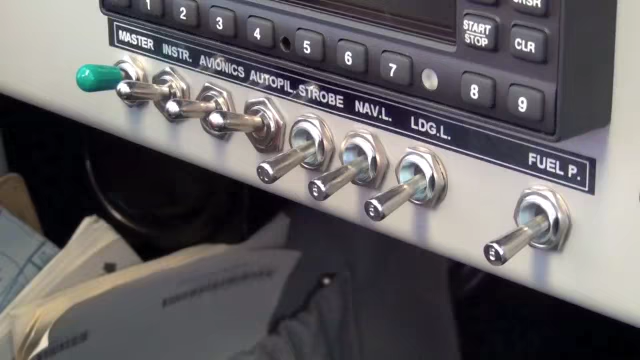 CRSR
1 2 3 4 5 6 7
START STOP
CLR
8 9
MASTER INSTR. AVIONICS AUTOPIL. STROBE NAV.L. LDG.L. FUEL P.